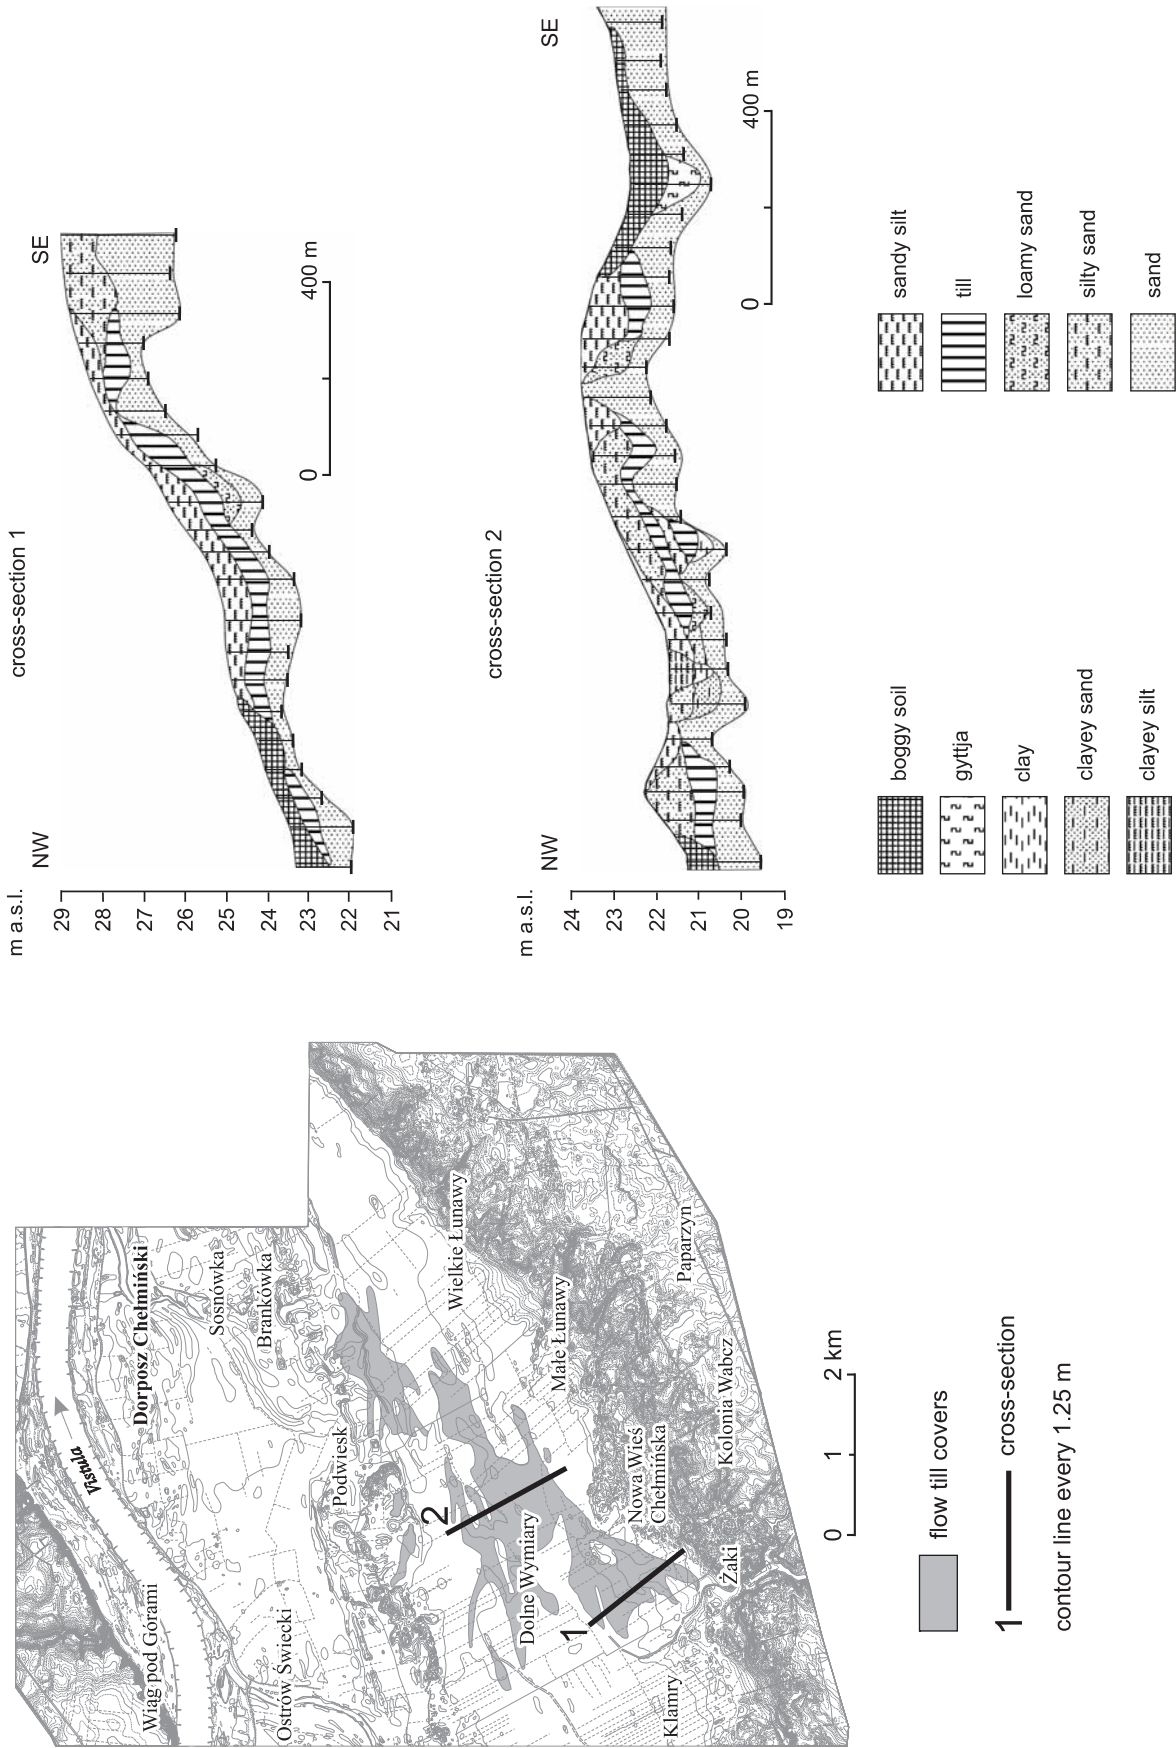 Wiąg pod Górami
Vistula
Dorposz Chełmiński
Sosnówka
Brankówka
Ostrów Świecki
Podwiesk
Wielkie Łunawy
2
Dolne Wymiary
Małe Łunawy
1
Nowa Wieś
Chełmińska
Paparzyn
Klamry
Żaki
Kolonia Wabcz
0 1 2 km
flow till covers
1 cross-section
contour line every 1.25 m
cross-section 1
m a.s.l. NW SE
29
28
27
26
25
24
23
22
21
0 400 m
cross-section 2
m a.s.l. NW SE
24
23
22
21
20
19
0 400 m
boggy soil
gyttja
clay
clayey sand
clayey silt
sandy silt
till
loamy sand
silty sand
sand